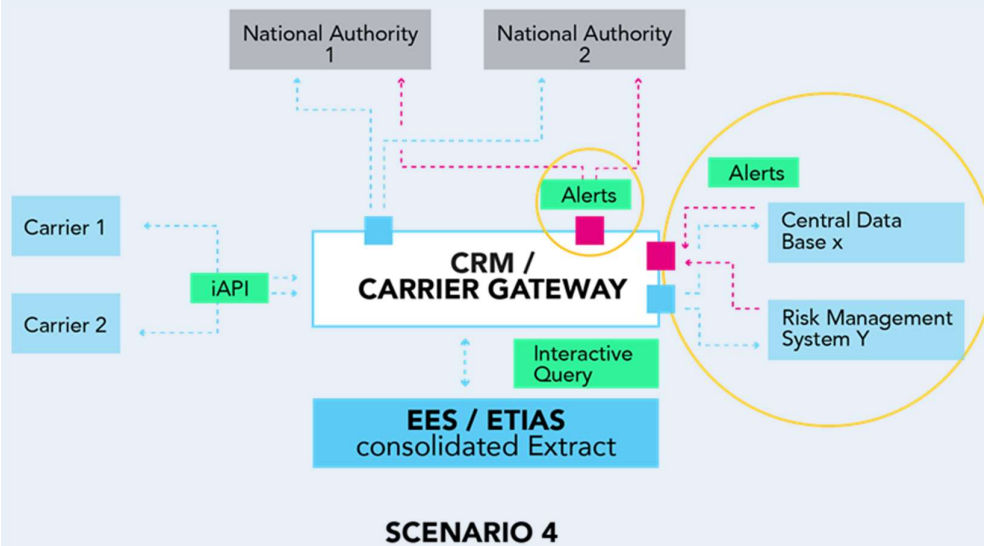 National Authority
1
National Authority
2
Alerts
Alerts
Carrier 1
Central Data
Base x
CRM /
CARRIER GATEWAY
iAPI
Carrier 2
Risk Management
System Y
Interactive
Query
EES / ETIAS
consolidated Extract
SCENARIO 4